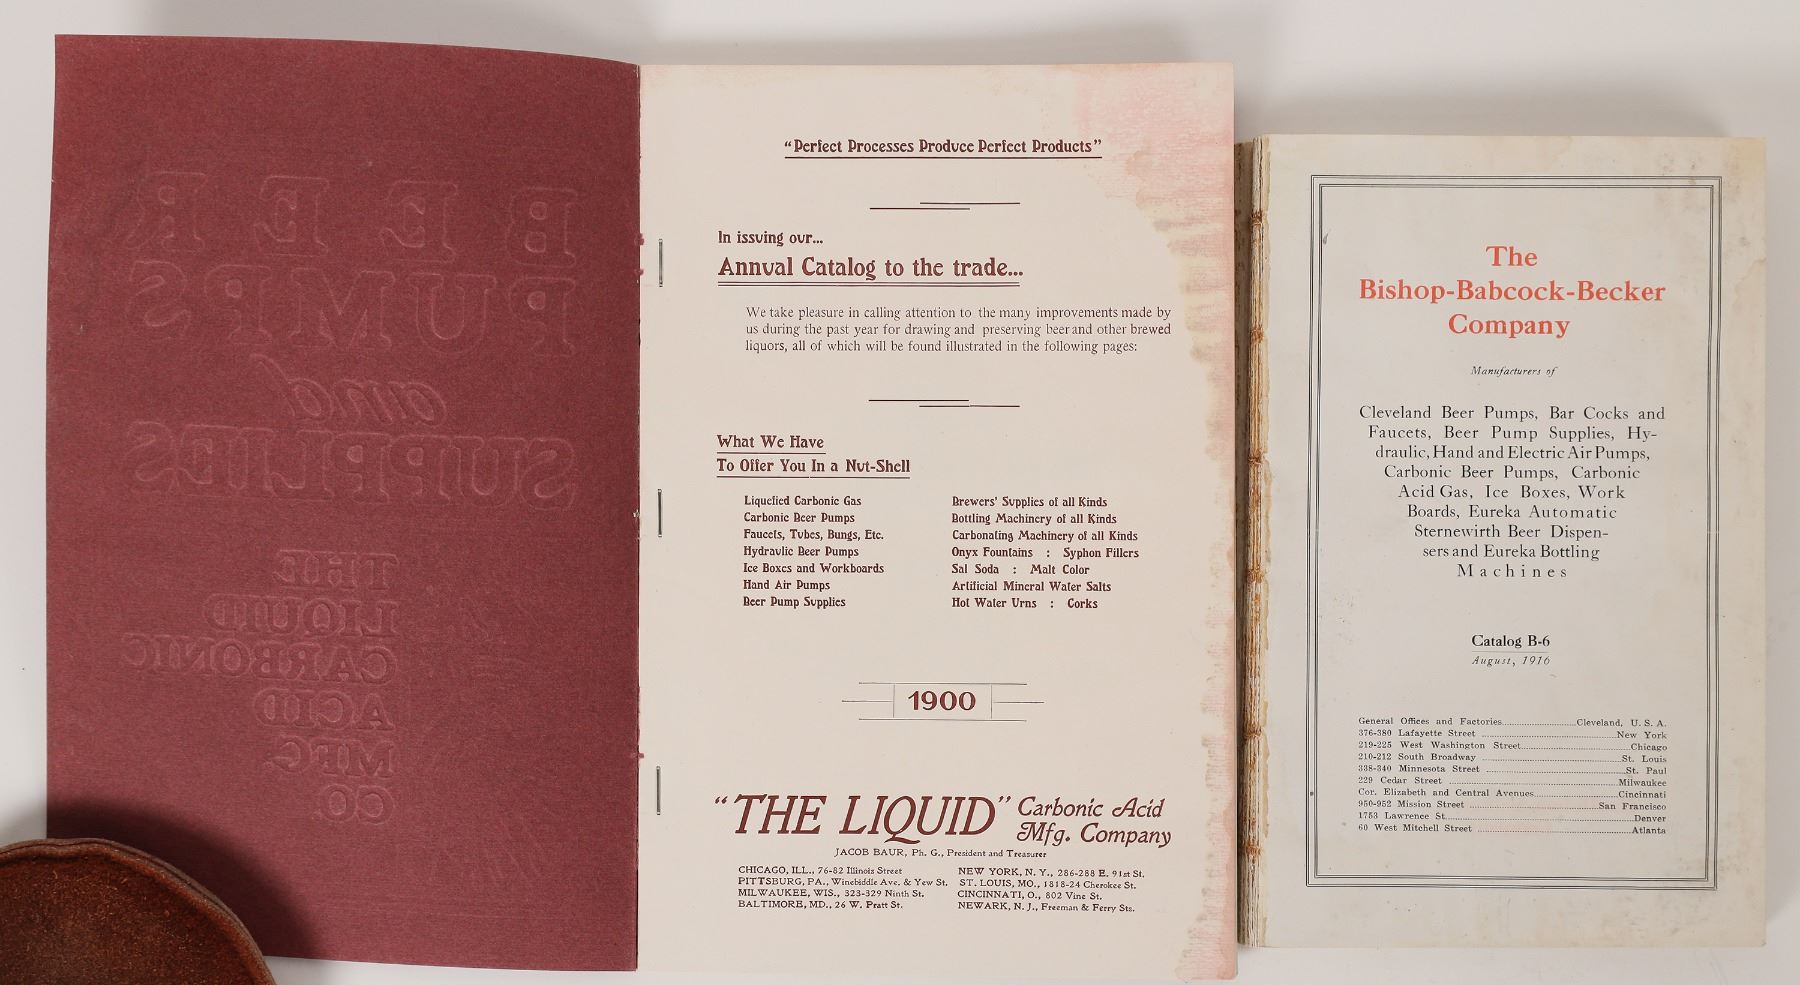 BEER
PUMPS
and
SUPPLIES
THE
LIQUID
CARBONIC
ACID
MFG.
CO.
"Perfect Processes Produce Perfect Products"
In issuing our...
Annual Catalog to the trade...
We take pleasure in calling attention to the many improvements made by
us during the past year for drawing and preserving beer and other brewed
liquors, all of which will be found illustrated in the following pages:
What We Have
To Offer You In a Nut-Shell
Liquefied Carbonic Gas
Carbonic Beer Pumps
Faucets, Tubes, Bungs, Etc.
Hydraulic Beer Pumps
Ice Boxes and Workboards
Hand Air Pumps
Beer Pump Supplies
Brewers' Supplies of all Kinds
Bottling Machinery of all Kinds
Carbonating Machinery of all Kinds
Onyx Fountains : Syphon Fillers
Sal Soda : Malt Color
Artificial Mineral Water Salts
Hot Water Urns : Corks
1900
"THE LIQUID" Carbonic Acid
Mfg. Company
JACOB BAUR, Ph. G., President and Treasurer
CHICAGO, ILL., 76-82 Illinois Street
PITTSBURG, PA., Winebiddle Ave. & Yew St.
MILWAUKEE, WIS., 323-329 Ninth St.
BALTIMORE, MD., 26 W. Pratt St.
NEW YORK, N. Y., 286-288 E. 91st St.
ST. LOUIS, MO., 1818-24 Cherokee St.
CINCINNATI, O., 802 Vine St.
NEWARK, N. J., Freeman & Ferry Sts.
The
Bishop-Babcock-Becker
Company
Manufacturers of
Cleveland Beer Pumps, Bar Cocks and
Faucets, Beer Pump Supplies, Hy-
draulic, Hand and Electric Air Pumps,
Carbonic Beer Pumps, Carbonic
Acid Gas, Ice Boxes, Work
Boards, Eureka Automatic
Sternewirth Beer Dispen-
sers and Eureka Bottling
Machines
Catalog B-6
August, 1916
General Offices and Factories Cleveland, U. S. A.
376-380 Lafayette Street New York
219-225 West Washington Street Chicago
210-212 South Broadway St. Louis
338-340 Minnesota Street St. Paul
229 Cedar Street Milwaukee
Cor. Elizabeth and Central Avenues Cincinnati
950-952 Mission Street San Francisco
1753 Lawrence St. Denver
60 West Mitchell Street Atlanta